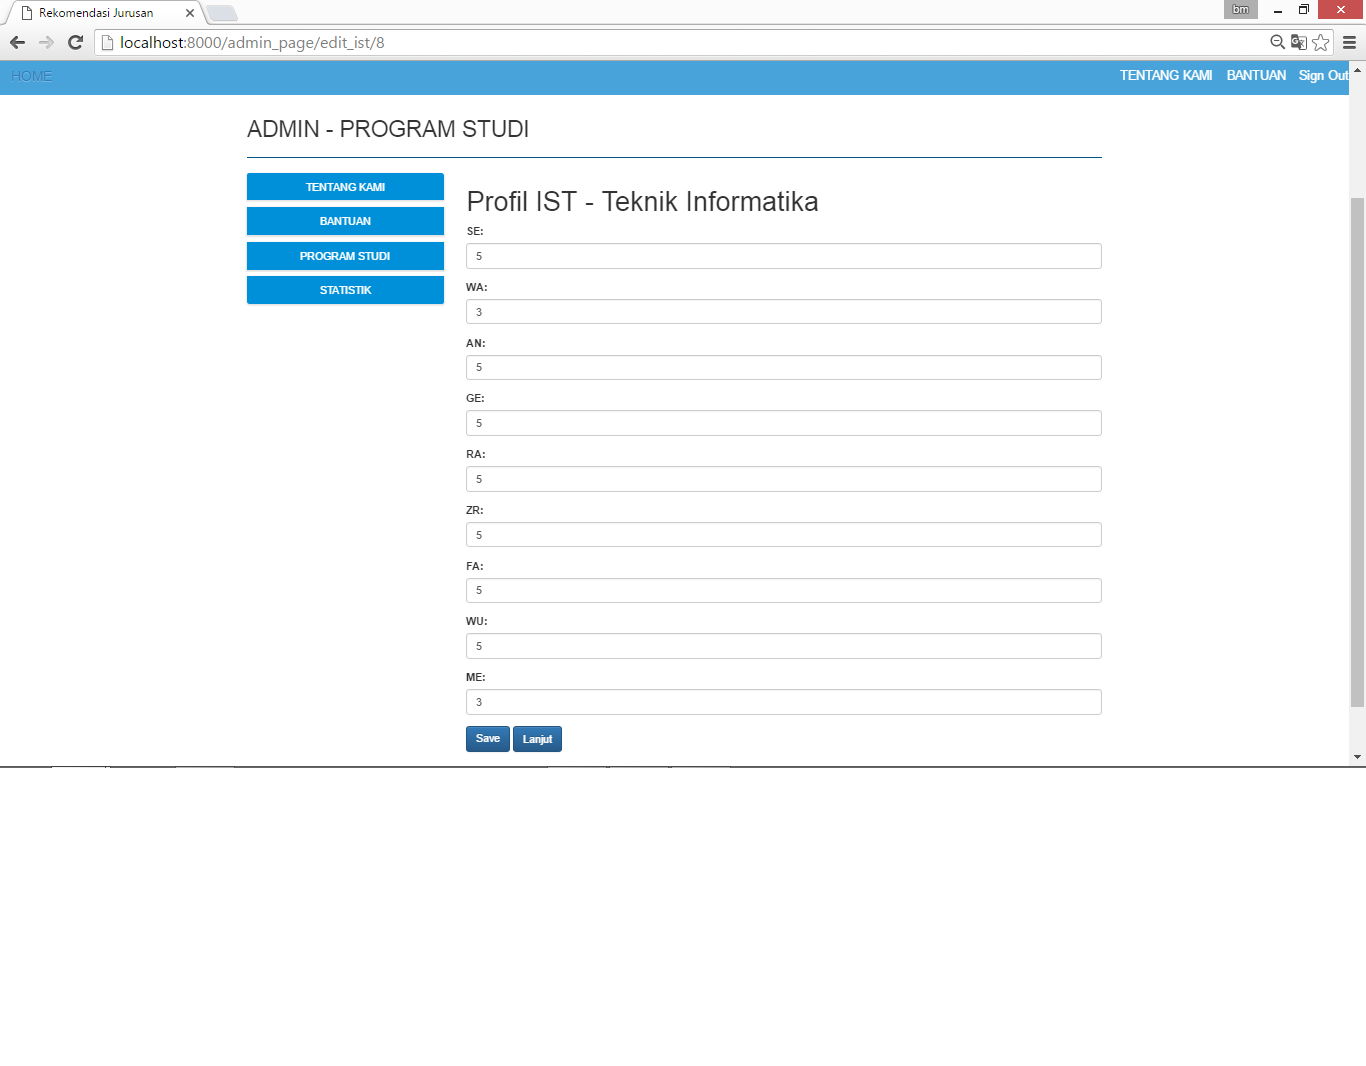 Rekomendasi Jurusan
bm
localhost:8000/admin_page/edit_ist/8
HOME
TENTANG KAMI BANTUAN Sign Out
ADMIN - PROGRAM STUDI
TENTANG KAMI
BANTUAN
PROGRAM STUDI
STATISTIK
Profil IST - Teknik Informatika
SE:
5
WA:
3
AN:
5
GE:
5
RA:
5
ZR:
5
FA:
5
WU:
5
ME:
3
Save Lanjut